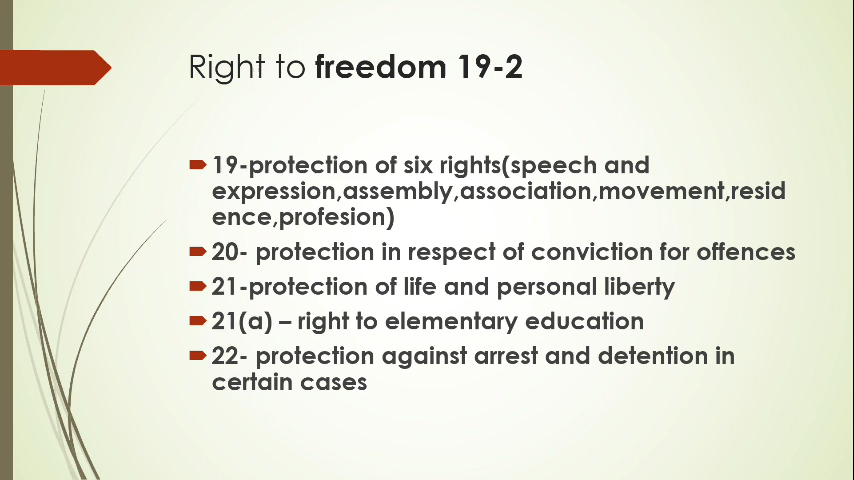 Right to freedom 19-2
19-protection of six rights(speech and
expression,assembly,association,movement,resid
ence,profesion)
20- protection in respect of conviction for offences
21-protection of life and personal liberty
21(a) – right to elementary education
22- protection against arrest and detention in
certain cases